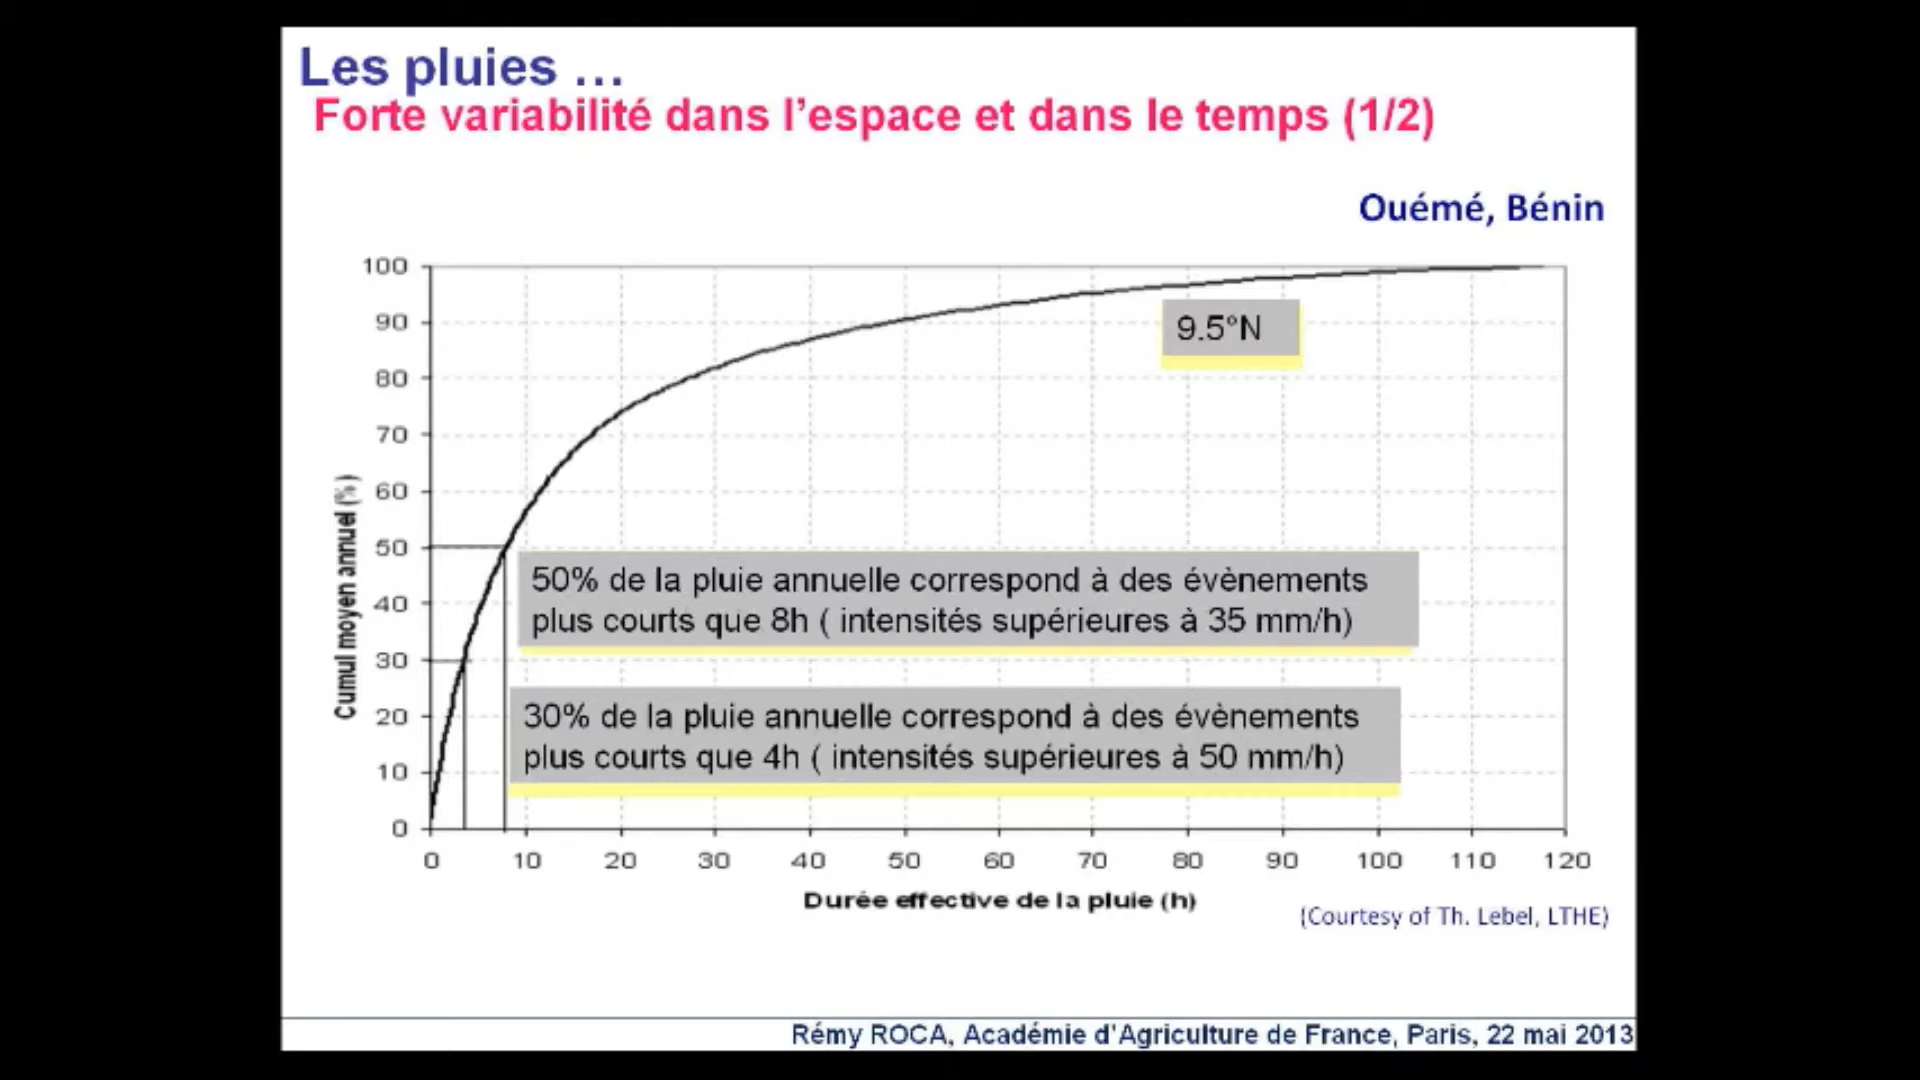 Les pluies ...
Forte variabilité dans l'espace et dans le temps (1/2)
Ouémé, Bénin
100
90
80
70
60
50
40
30
20
10
0
Cumul moyen annuel (%)
9.5°N
50% de la pluie annuelle correspond à des évènements
plus courts que 8h ( intensités supérieures à 35 mm/h)
30% de la pluie annuelle correspond à des évènements
plus courts que 4h ( intensités supérieures à 50 mm/h)
0 10 20 30 40 50 60 70 80 90 100 110 120
Durée effective de la pluie (h)
(Courtesy of Th. Lebel, LTHE)
Rémy ROCA, Académie d'Agriculture de France, Paris, 22 mai 2013